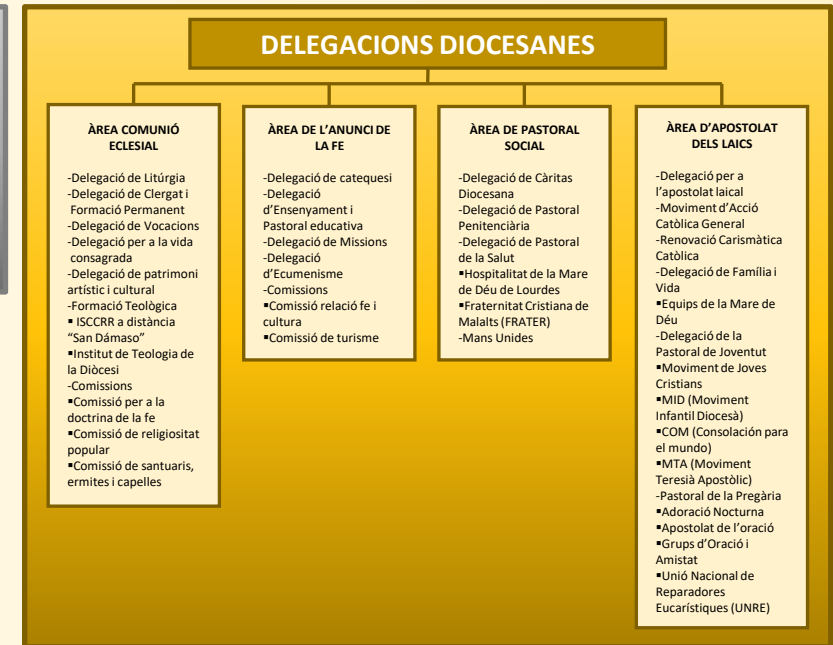 DELEGACIONS DIOCESANES
ÀREA COMUNIÓ
ECLESIAL
-Delegació de Litúrgia
-Delegació de Clergat i
Formació Permanent
-Delegació de Vocacions
-Delegació per a la vida
consagrada
-Delegació de patrimoni
artístic i cultural
-Formació Teològica
▪ ISCCRR a distància
“San Dámaso”
▪Institut de Teologia de
la Diòcesi
-Comissions
▪Comissió per a la
doctrina de la fe
▪Comissió de religiositat
popular
▪Comissió de santuaris,
ermites i capelles
ÀREA DE L’ANUNCI DE
LA FE
-Delegació de catequesi
-Delegació
d’Ensenyament i
Pastoral educativa
-Delegació de Missions
-Delegació
d’Ecumenisme
-Comissions
▪Comissió relació fe i
cultura
▪Comissió de turisme
ÀREA DE PASTORAL
SOCIAL
-Delegació de Càritas
Diocesana
-Delegació de Pastoral
Penitenciària
-Delegació de Pastoral
de la Salut
▪Hospitalitat de la Mare
de Déu de Lourdes
▪Fraternitat Cristiana de
Malalts (FRATER)
-Mans Unides
ÀREA D’APOSTOLAT
DELS LAICS
-Delegació per a
l’apostolat laical
-Moviment d’Acció
Catòlica General
-Renovació Carismàtica
Catòlica
-Delegació de Família i
Vida
▪Equips de la Mare de
Déu
-Delegació de la
Pastoral de Joventut
▪Moviment de Joves
Cristians
▪MID (Moviment
Infantil Diocesà)
▪COM (Consolación para
el mundo)
▪MTA (Moviment
Teresià Apostòlic)
-Pastoral de la Pregària
▪Adoració Nocturna
▪Apostolat de l’oració
▪Grups d’Oració i
Amistat
▪Unió Nacional de
Reparadores
Eucarístiques (UNRE)